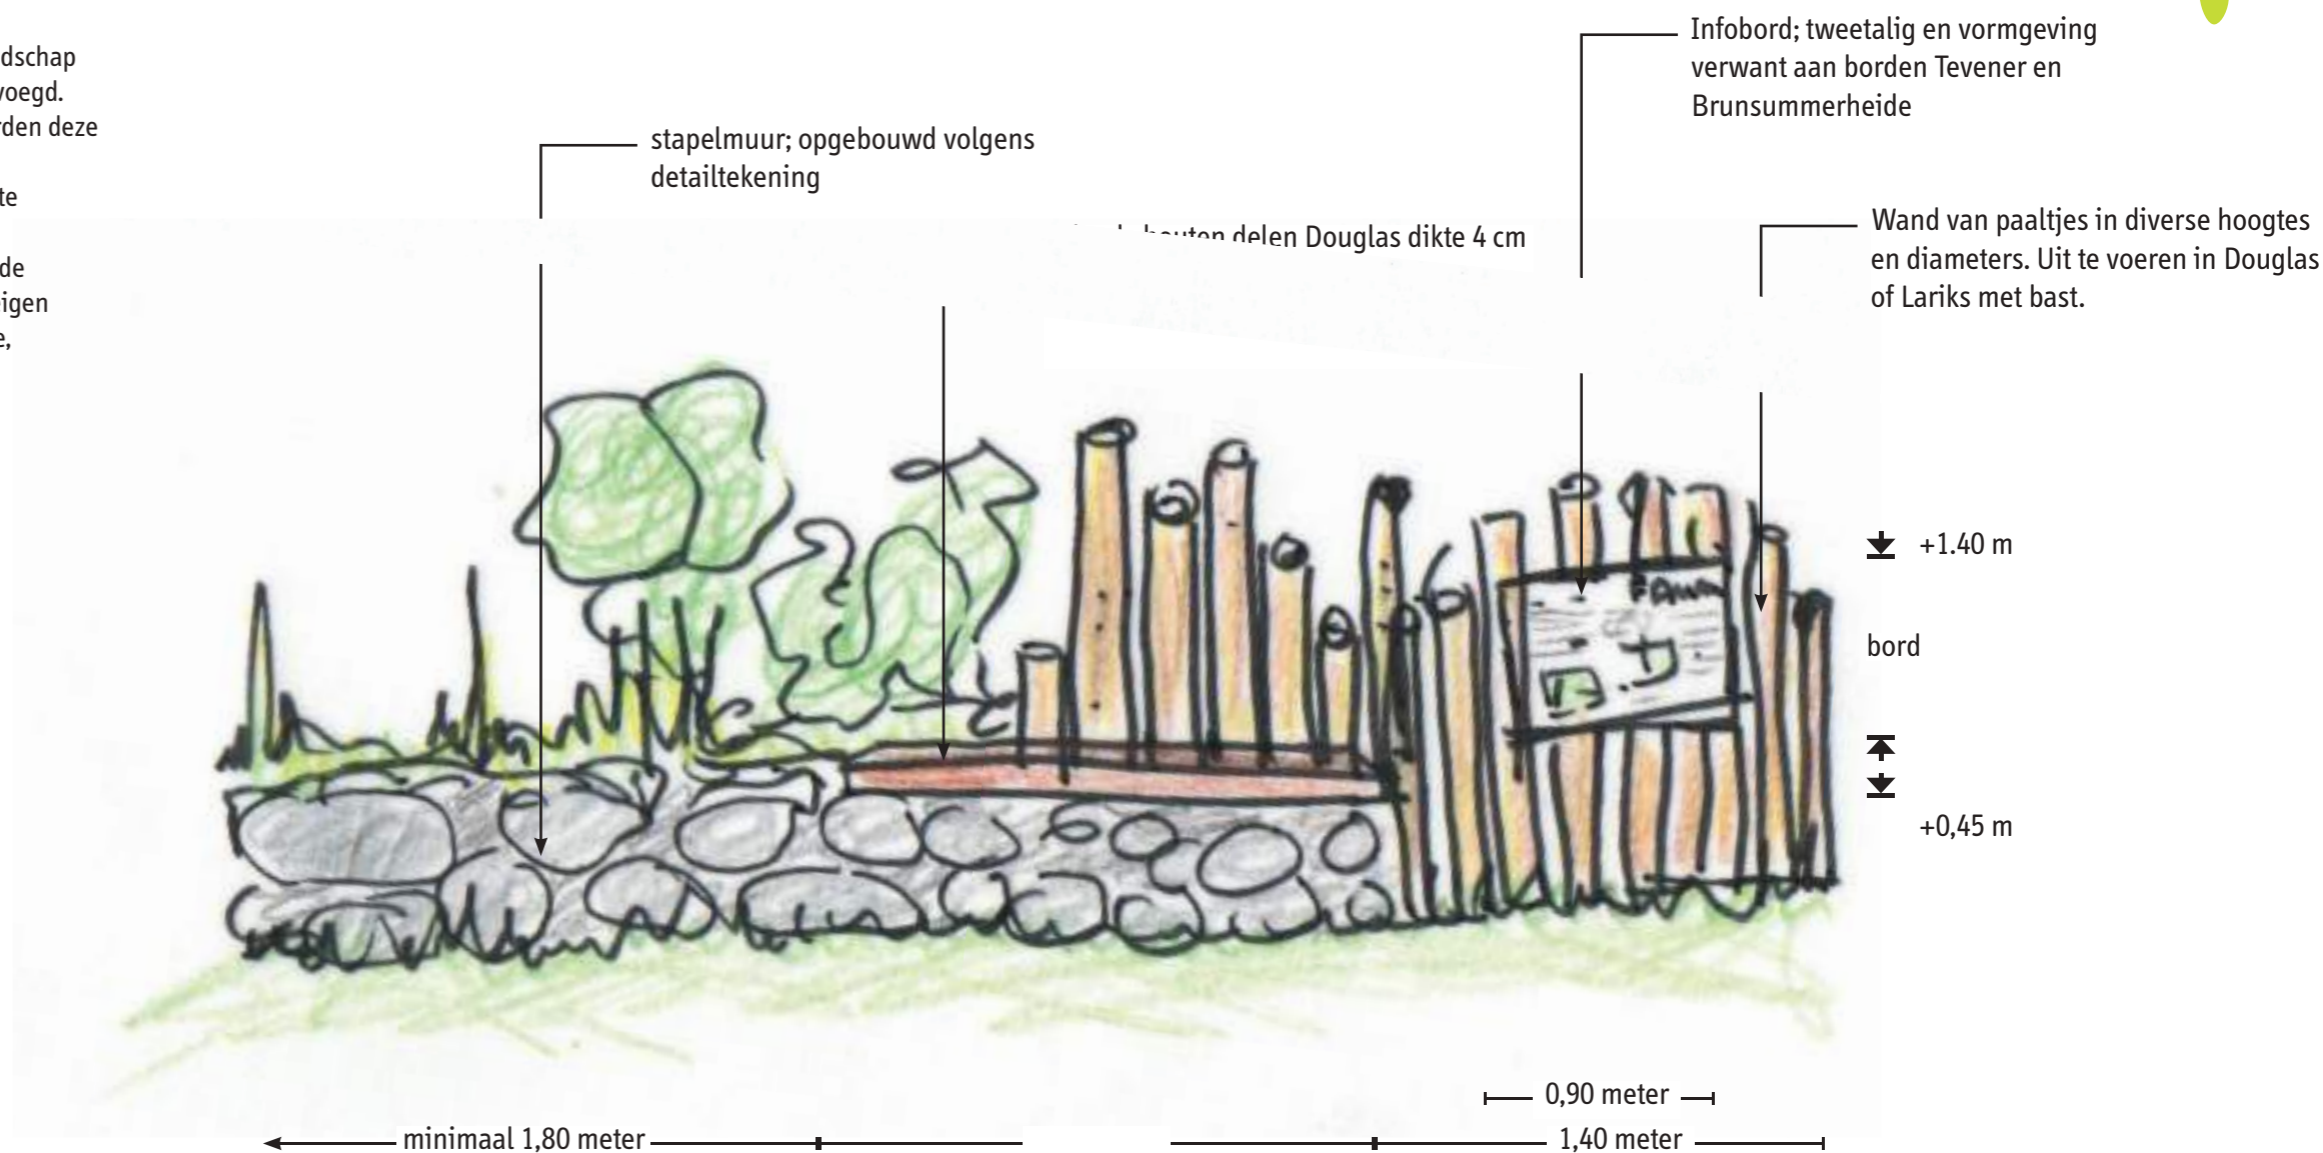 dschap
voegd.
rden deze
te
de
eigen
e,
stapelmuur; opgebouwd volgens
detailtekening
houten delen Douglas dikte 4 cm
Infobord; tweetalig en vormgeving
verwant aan borden Tevener en
Brunsummerheide
Wand van paaltjes in diverse hoogtes
en diameters. Uit te voeren in Douglas
of Lariks met bast.
+1.40 m
bord
+0,45 m
0,90 meter
minimaal 1,80 meter
1,40 meter